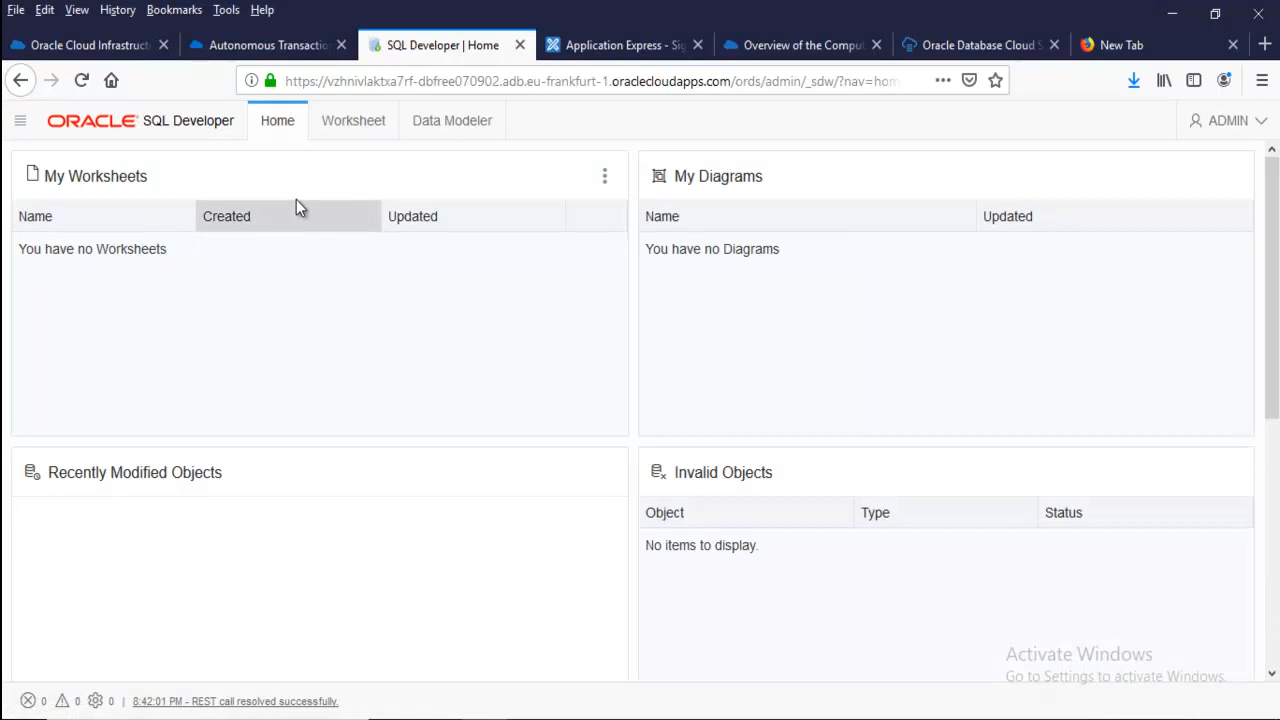 File Edit View History Bookmarks Tools Help
Oracle Cloud Infrastruct
Autonomous Transactio
SQL Developer | Home
Application Express - Sig
Overview of the Compu
Oracle Database Cloud S
New Tab
https://vzhnivlaktxa7rf-dbfree070902.adb.eu-frankfurt-1.oraclecloudapps.com/ords/admin/_sdw/?nav=hom
ORACLE SQL Developer Home Worksheet Data Modeler ADMIN
My Worksheets
Name Created Updated
You have no Worksheets
My Diagrams
Name Updated
You have no Diagrams
Recently Modified Objects
Invalid Objects
Object Type Status
No items to display.
Activate Windows
Go to Settings to activate Windows.
0 0 0 | 8:42:01 PM - REST call resolved successfully.